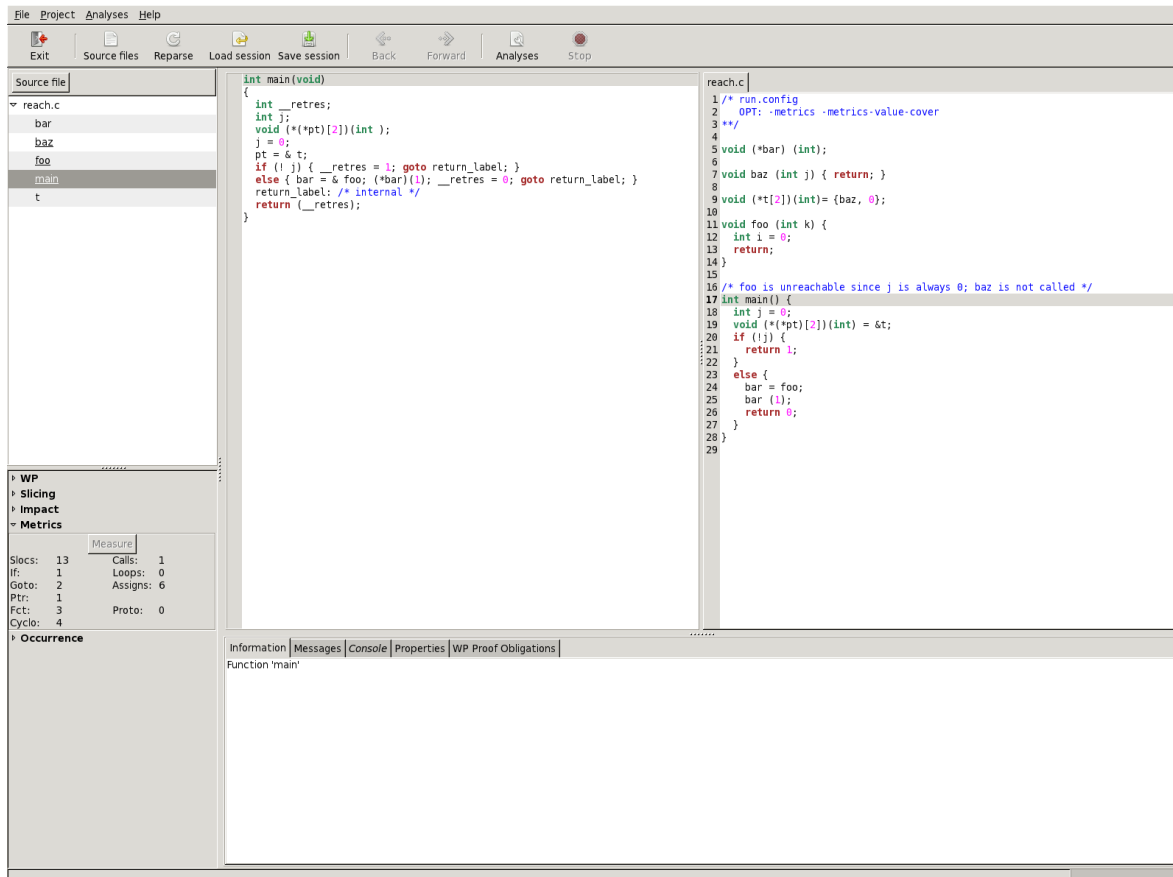 File Project Analyses Help
Exit Source files Reparse Load session Save session Back Forward Analyses Stop
Source file
reach.c
bar
baz
foo
main
t
int main(void)
{
  int __retres;
  int j;
  void (*(*pt)[2])(int );
  j = 0;
  pt = & t;
  if (! j) { __retres = 1; goto return_label; }
  else { bar = & foo; (*bar)(1); __retres = 0; goto return_label; }
  return_label: /* internal */
  return (__retres);
}
reach.c
1 /* run.config
2    OPT: -metrics -metrics-value-cover
3 **/
4
5 void (*bar) (int);
6
7 void baz (int j) { return; }
8
9 void (*t[2])(int)= {baz, 0};
10
11 void foo (int k) {
12   int i = 0;
13   return;
14 }
15
16 /* foo is unreachable since j is always 0; baz is not called */
17 int main() {
18   int j = 0;
19   void (*(*pt)[2])(int) = &t;
20   if (!j) {
21     return 1;
22   }
23   else {
24     bar = foo;
25     bar (1);
26     return 0;
27   }
28 }
29
WP
Slicing
Impact
Metrics
Measure
Slocs: 13 Calls: 1
If: 1 Loops: 0
Goto: 2 Assigns: 6
Ptr: 1
Fct: 3 Proto: 0
Cyclo: 4
Occurrence
Information Messages Console Properties WP Proof Obligations
Function 'main'